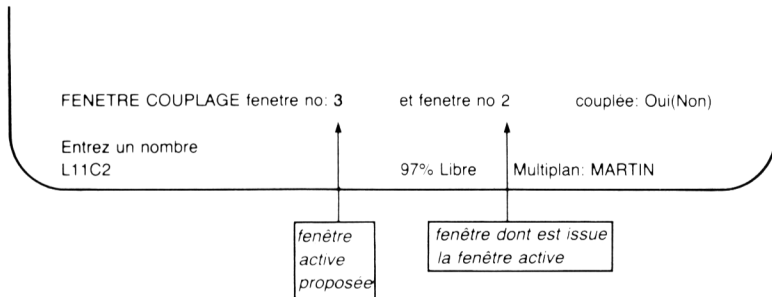 FENETRE COUPLAGE fenetre no: 3 et fenetre no 2 couplée: Oui(Non)
Entrez un nombre
L11C2 97% Libre Multiplan: MARTIN
fenêtre
active
proposée
fenêtre dont est issue
la fenêtre active